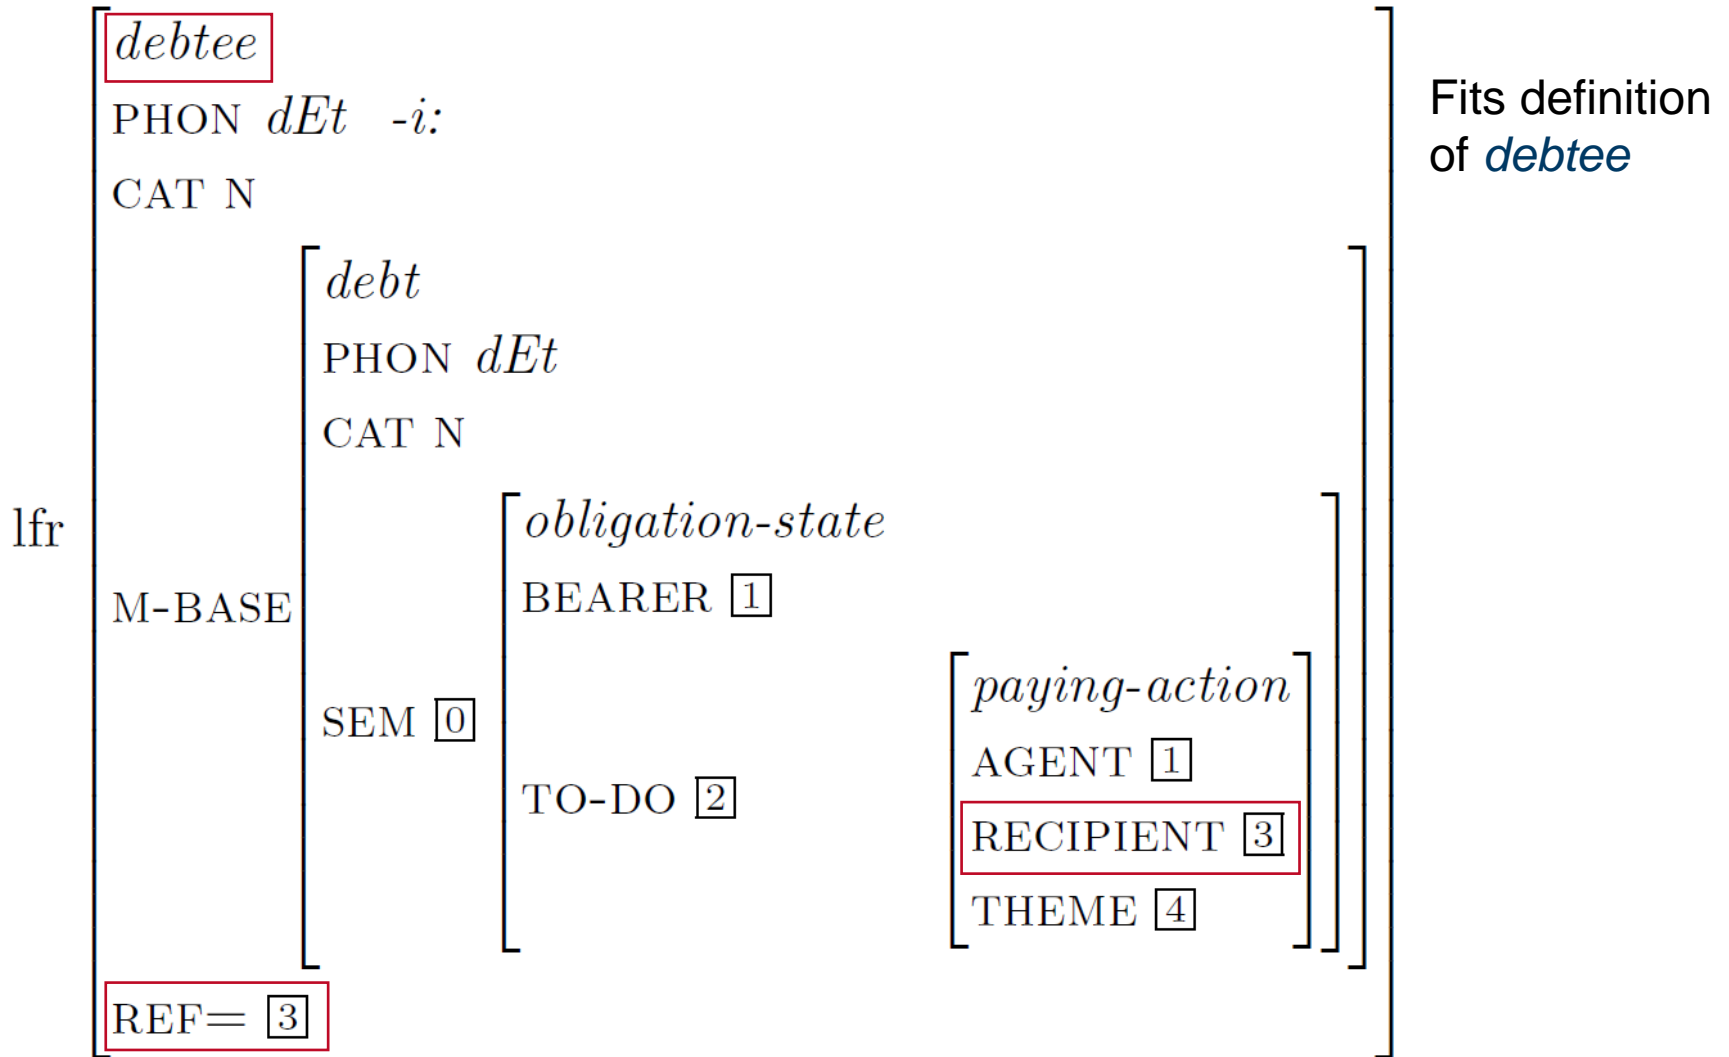 debtee
Fits definition
of debtee
PHON dEt -i:
CAT N
debt
PHON dEt
CAT N
lfr
M-BASE
obligation-state
BEARER 1
SEM 0
paying-action
AGENT 1
TO-DO 2
RECIPIENT 3
THEME 4
REF= 3